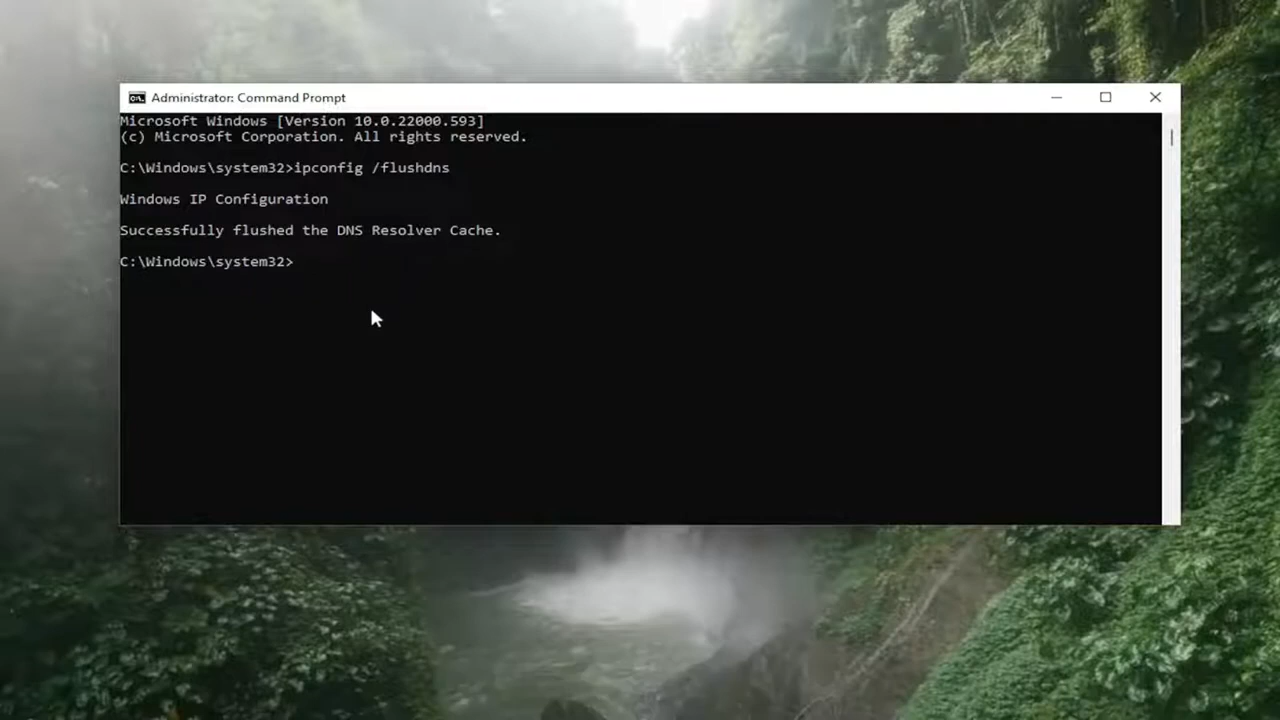 Administrator: Command Prompt
Microsoft Windows [Version 10.0.22000.593]
(c) Microsoft Corporation. All rights reserved.
C:\Windows\system32>ipconfig /flushdns
Windows IP Configuration
Successfully flushed the DNS Resolver Cache.
C:\Windows\system32>